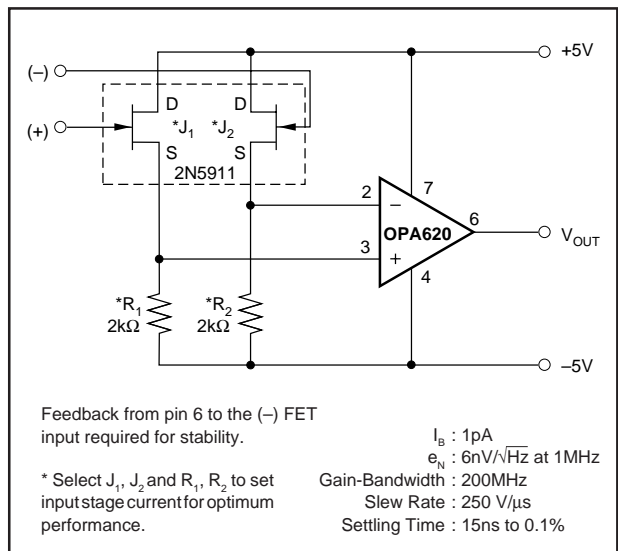 +5V
(–)
D
D
(+)
*J₁
*J₂
S
S
2N5911
2
–
7
OPA620
6
V_OUT
3
+
4
*R₁
2kΩ
*R₂
2kΩ
–5V
Feedback from pin 6 to the (–) FET
input required for stability.
* Select J₁, J₂ and R₁, R₂ to set
input stage current for optimum
performance.
I_B : 1pA
e_N : 6nV/√Hz at 1MHz
Gain-Bandwidth : 200MHz
Slew Rate : 250 V/µs
Settling Time : 15ns to 0.1%